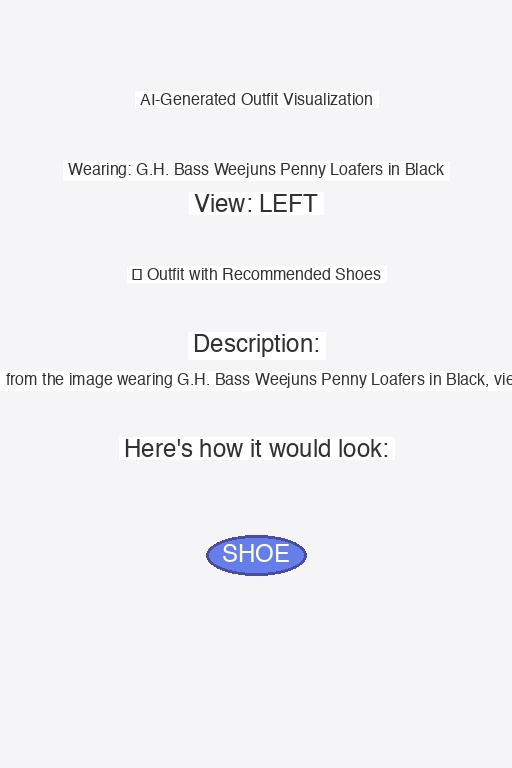 AI-Generated Outfit Visualization
Wearing: G.H. Bass Weejuns Penny Loafers in Black
View: LEFT
Outfit with Recommended Shoes
Description:
from the image wearing G.H. Bass Weejuns Penny Loafers in Black, vie
Here's how it would look:
SHOE